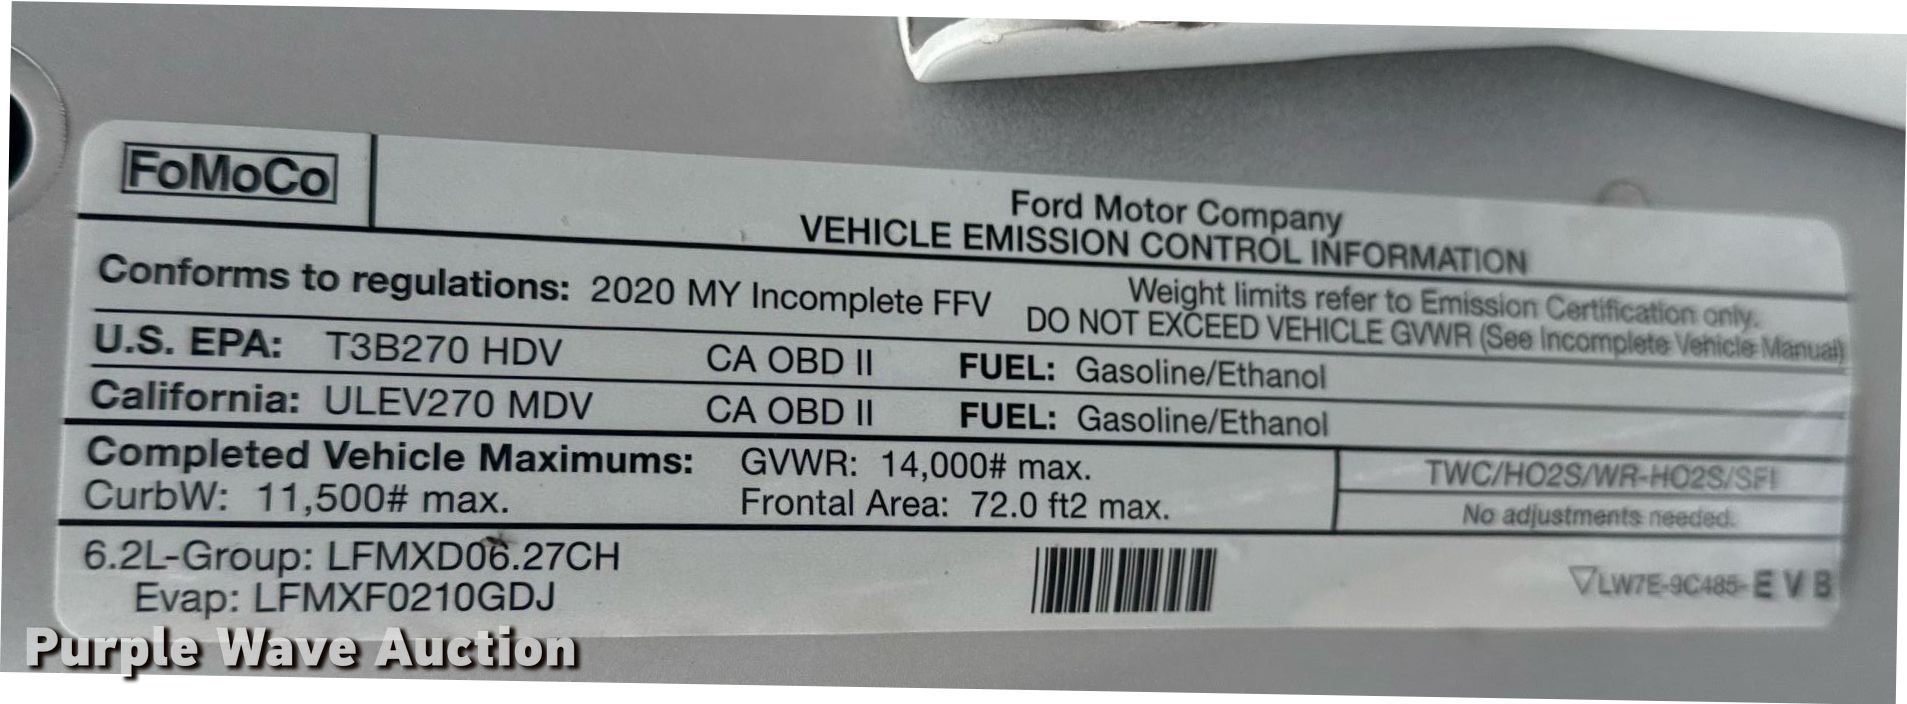 FoMoCo
Ford Motor Company
VEHICLE EMISSION CONTROL INFORMATION
Conforms to regulations: 2020 MY Incomplete FFV
Weight limits refer to Emission Certification only.
DO NOT EXCEED VEHICLE GVWR (See Incomplete Vehicle Manual)
U.S. EPA: T3B270 HDV CA OBD II FUEL: Gasoline/Ethanol
California: ULEV270 MDV CA OBD II FUEL: Gasoline/Ethanol
Completed Vehicle Maximums: GVWR: 14,000# max.
CurbW: 11,500# max. Frontal Area: 72.0 ft2 max.
TWC/HO2S/WR-HO2S/SFI
No adjustments needed.
6.2L-Group: LFMXD06.27CH
Evap: LFMXF0210GDJ
▽LW7E-9C485-E V B
Purple Wave Auction